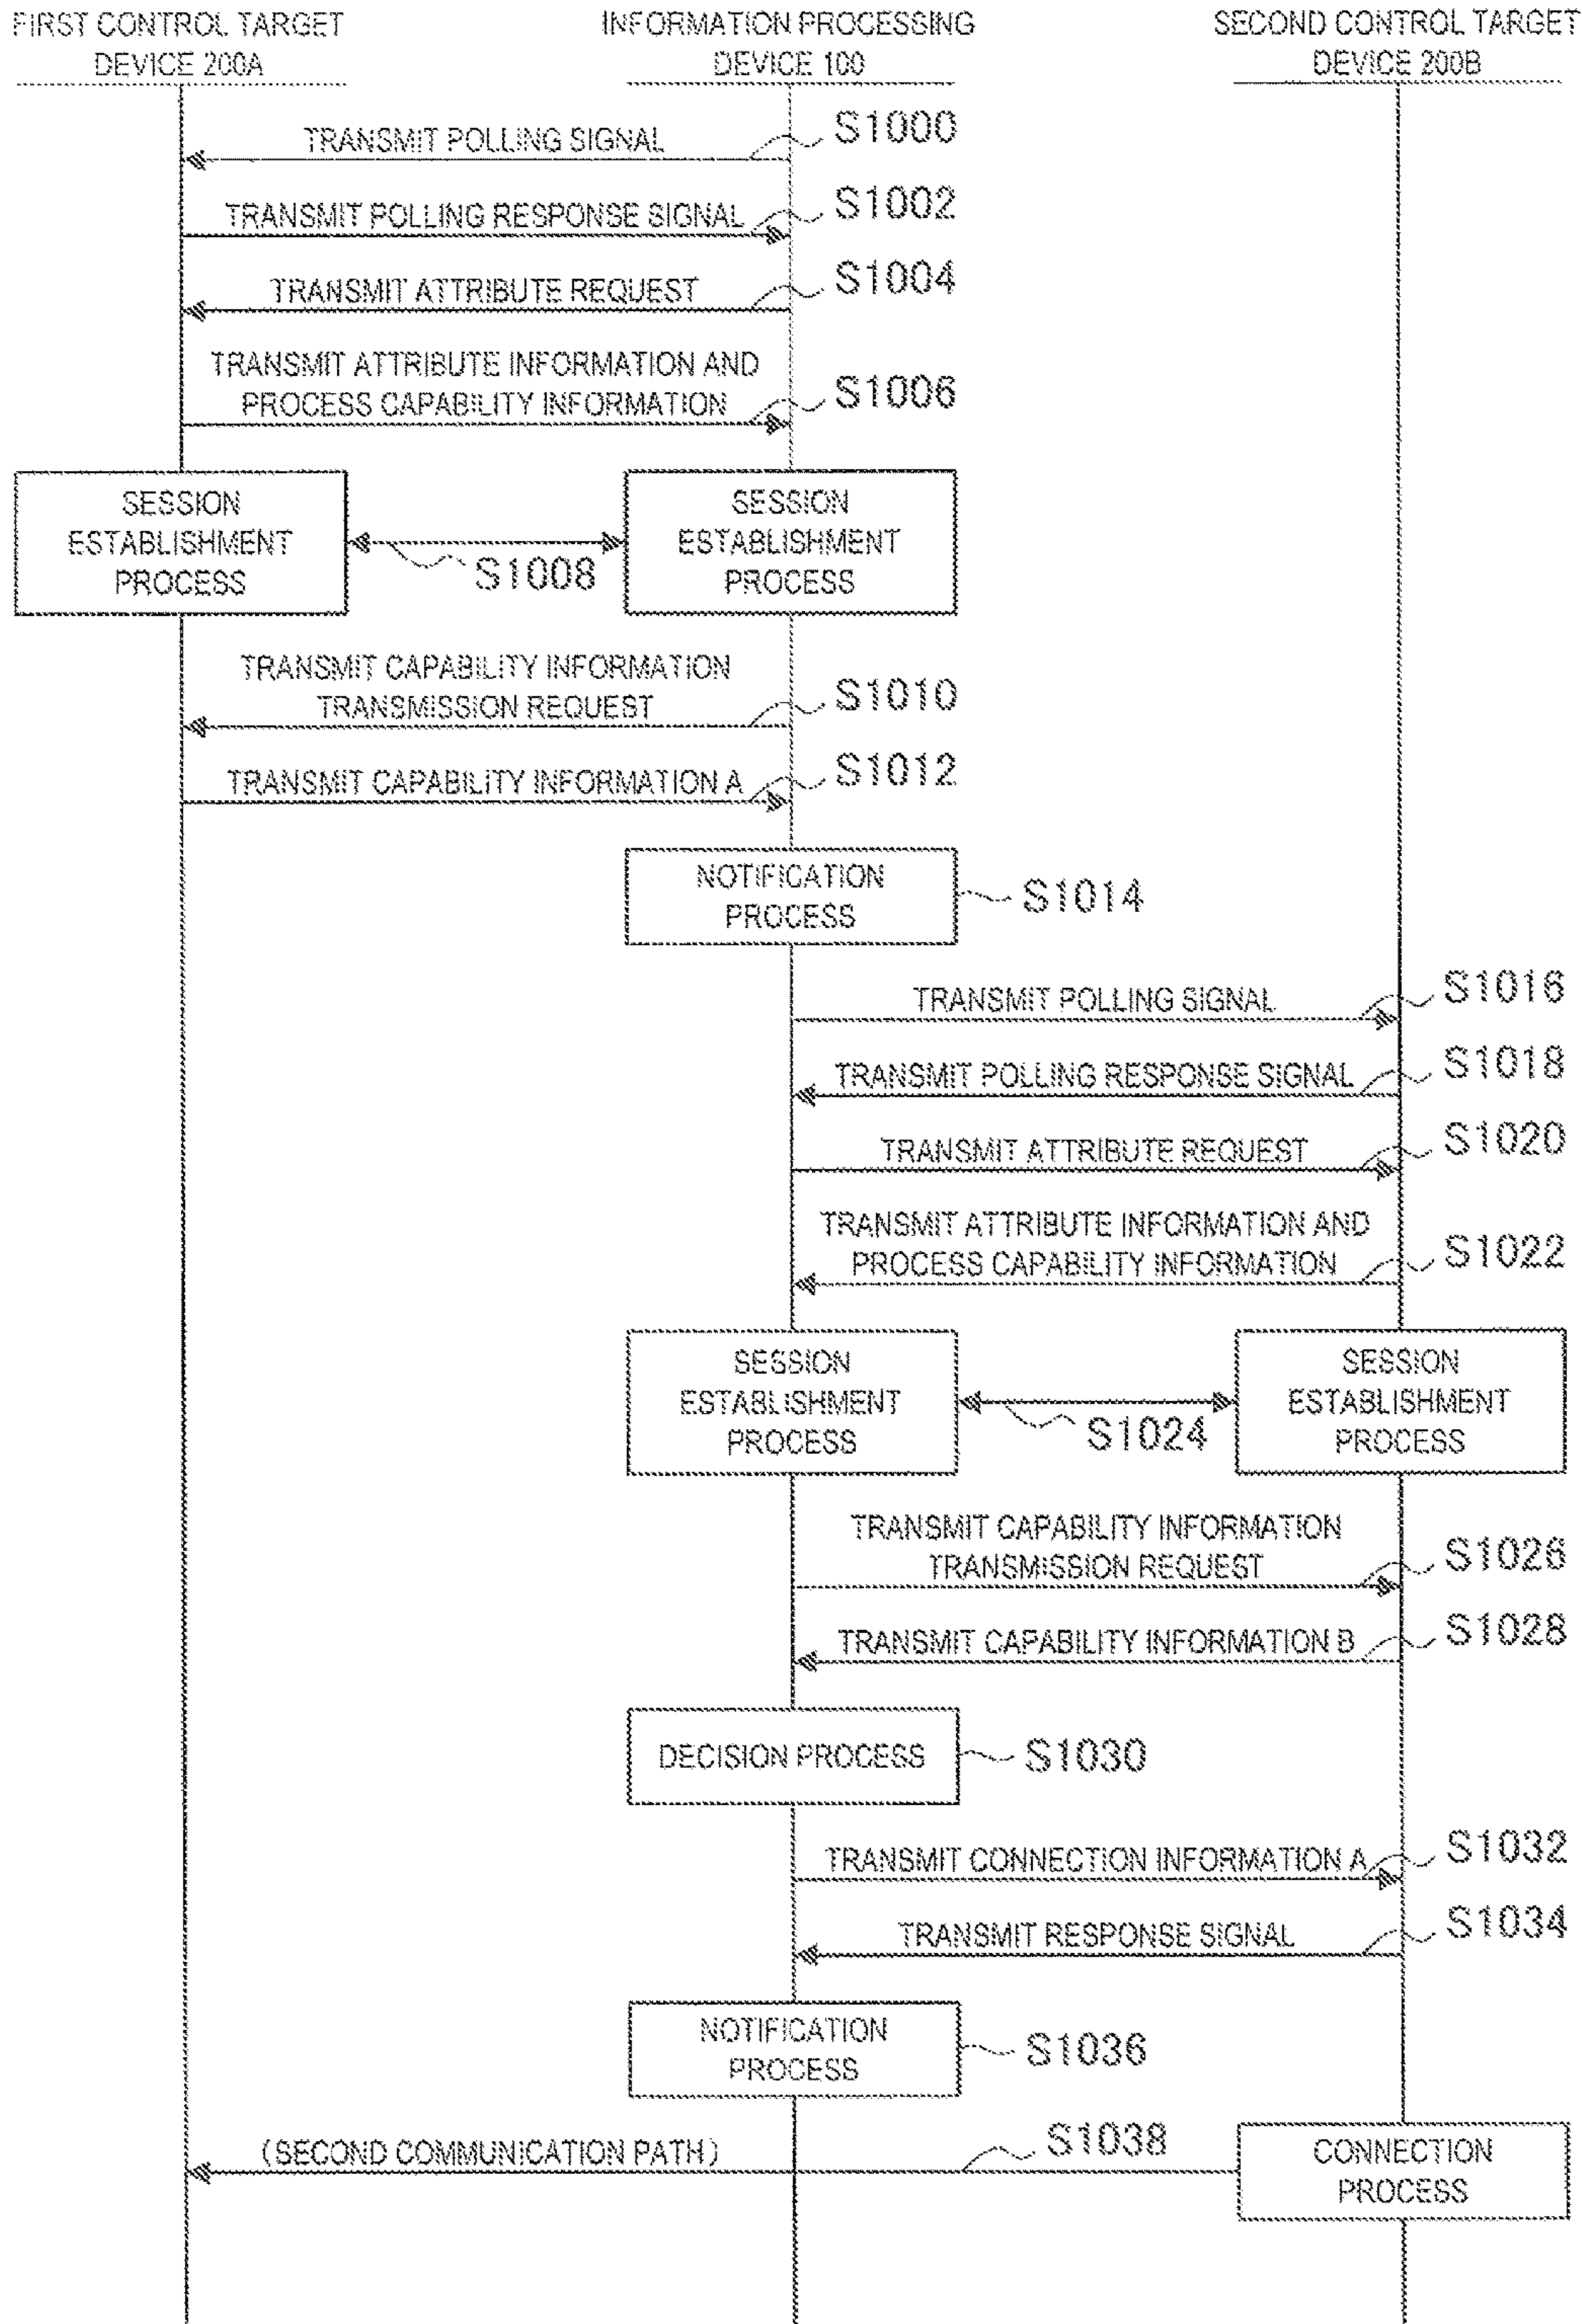 FIRST CONTROL TARGET
DEVICE 200A
INFORMATION PROCESSING
DEVICE 100
SECOND CONTROL TARGET
DEVICE 200B
TRANSMIT POLLING SIGNAL
S1000
TRANSMIT POLLING RESPONSE SIGNAL
S1002
TRANSMIT ATTRIBUTE REQUEST
S1004
TRANSMIT ATTRIBUTE INFORMATION AND
PROCESS CAPABILITY INFORMATION
S1006
SESSION
ESTABLISHMENT
PROCESS
S1008
SESSION
ESTABLISHMENT
PROCESS
TRANSMIT CAPABILITY INFORMATION
TRANSMISSION REQUEST
S1010
TRANSMIT CAPABILITY INFORMATION A
S1012
NOTIFICATION
PROCESS
S1014
TRANSMIT POLLING SIGNAL
S1016
TRANSMIT POLLING RESPONSE SIGNAL
S1018
TRANSMIT ATTRIBUTE REQUEST
S1020
TRANSMIT ATTRIBUTE INFORMATION AND
PROCESS CAPABILITY INFORMATION
S1022
SESSION
ESTABLISHMENT
PROCESS
S1024
SESSION
ESTABLISHMENT
PROCESS
TRANSMIT CAPABILITY INFORMATION
TRANSMISSION REQUEST
S1026
TRANSMIT CAPABILITY INFORMATION B
S1028
DECISION PROCESS
S1030
TRANSMIT CONNECTION INFORMATION A
S1032
TRANSMIT RESPONSE SIGNAL
S1034
NOTIFICATION
PROCESS
S1036
(SECOND COMMUNICATION PATH)
S1038
CONNECTION
PROCESS